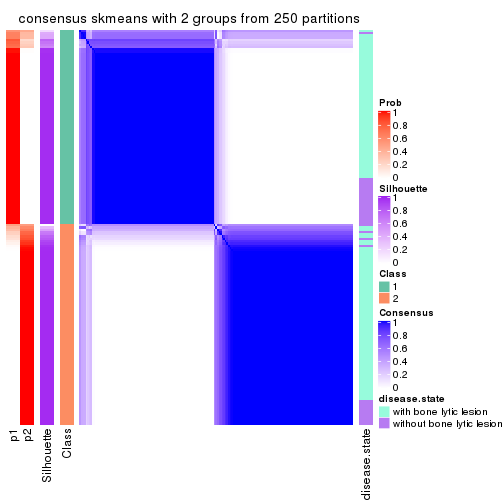 consensus skmeans with 2 groups from 250 partitions
Prob
1
0.8
0.6
0.4
0.2
0
Silhouette
1
0.8
0.6
0.4
0.2
0
Class
1
2
Consensus
1
0.8
0.6
0.4
0.2
0
disease.state
with bone lytic lesion
without bone lytic lesion
p1
p2
Silhouette
Class
disease.state